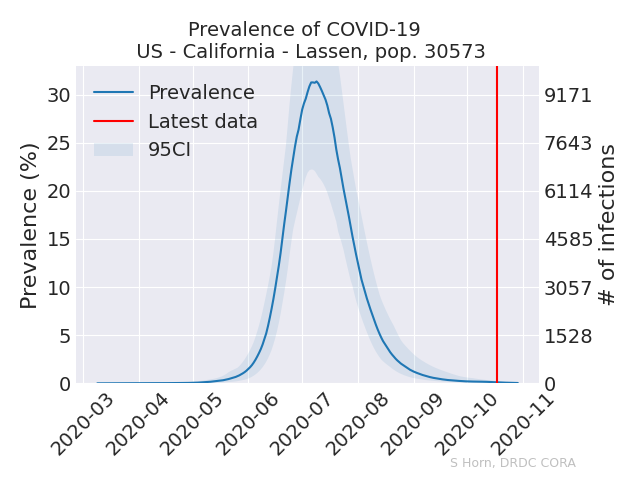 Prevalence of COVID-19
US - California - Lassen, pop. 30573
Prevalence
Latest data
95CI
Prevalence (%)
30
25
20
15
10
5
0
9171
7643
6114
4585
3057
1528
0
# of infections
2020-03
2020-04
2020-05
2020-06
2020-07
2020-08
2020-09
2020-10
2020-11
S Horn, DRDC CORA